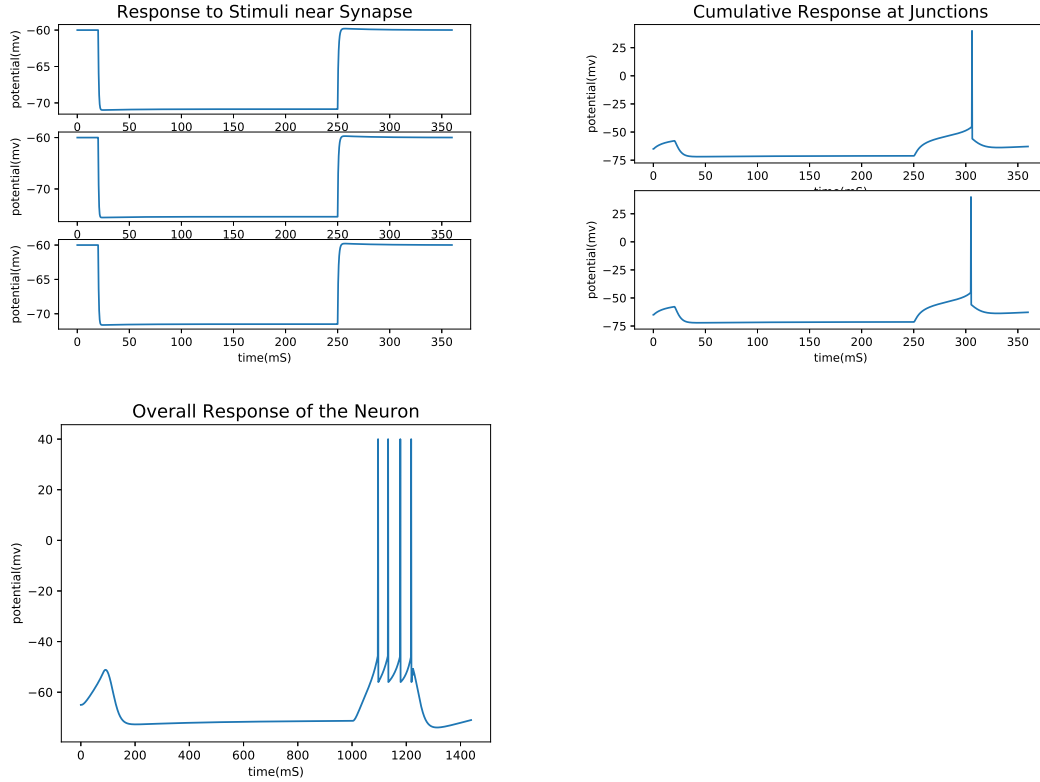 Response to Stimuli near Synapse
−60
−65
−70
potential(mv)
0 50 100 150 200 250 300 350
−60
−70
potential(mv)
0 50 100 150 200 250 300 350
−60
−65
−70
potential(mv)
0 50 100 150 200 250 300 350
time(mS)
Cumulative Response at Junctions
25
0
−25
−50
−75
potential(mv)
0 50 100 150 200 250 300 350
time(mS)
25
0
−25
−50
−75
potential(mv)
0 50 100 150 200 250 300 350
time(mS)
Overall Response of the Neuron
40
20
0
−20
−40
−60
potential(mv)
0 200 400 600 800 1000 1200 1400
time(mS)